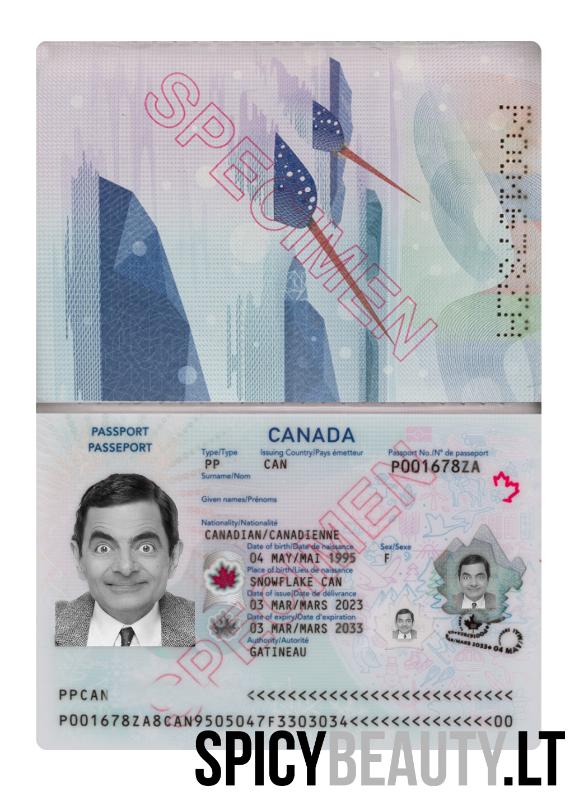 SPECIMEN
PASSPORT
PASSEPORT
CANADA
Type/Type
Issuing Country/Pays émetteur
Passport No./N° de passeport
PP
CAN
P001678ZA
Surname/Nom
Given names/Prénoms
Nationality/Nationalité
CANADIAN/CANADIENNE
Date of birth/Date de naissance
Sex/Sexe
04 MAY/MAI 1995
F
Place of birth/Lieu de naissance
SNOWFLAKE CAN
Date of issue/Date de délivrance
03 MAR/MARS 2023
Date of expiry/Date d'expiration
03 MAR/MARS 2033
Authority/Autorité
GATINEAU
SPECIMEN
PPCAN <<<<<<<<<<<<<<<<<<<<<<<<<<<<<
P001678ZA8CAN9505047F3303034<<<<<<<<<<<<<<00
SPICYBEAUTY.LT